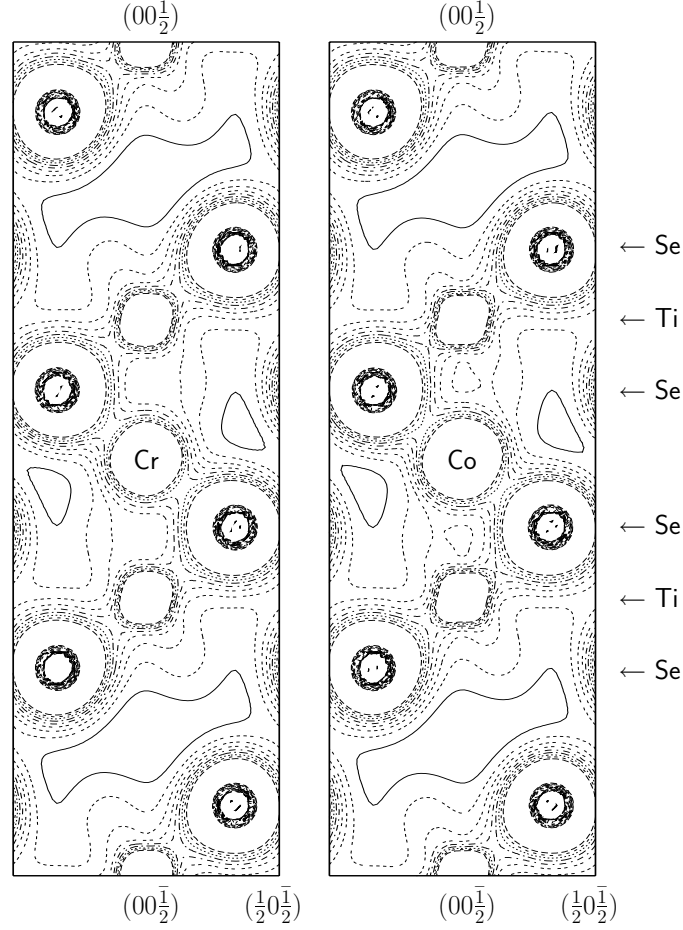 (00½) (00½)
← Se
← Ti
← Se
Cr Co
← Se
← Ti
← Se
(00½̅) (½0½̅) (00½̅) (½0½̅)